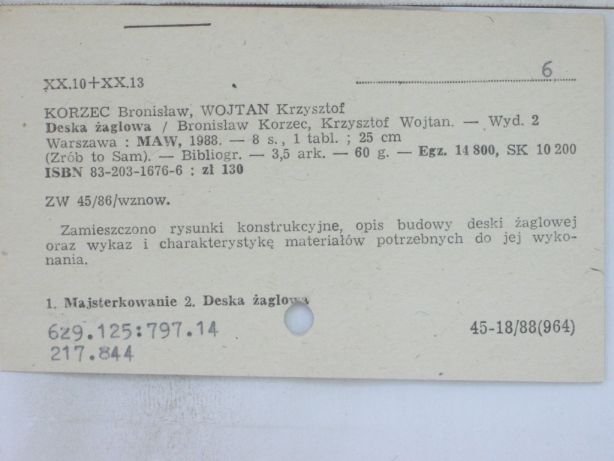 XX.10+XX.13
6
KORZEC Bronisław, WOJTAN Krzysztof
Deska żaglowa / Bronisław Korzec, Krzysztof Wojtan. — Wyd. 2
Warszawa : MAW, 1988. — 8 s., 1 tabl. ; 25 cm
(Zrób to Sam). — Bibliogr. — 3,5 ark. — 60 g. — Egz. 14 800, SK 10 200
ISBN 83-203-1676-6 : zł 130
ZW 45/86/wznow.
Zamieszczono rysunki konstrukcyjne, opis budowy deski żaglowej
oraz wykaz i charakterystykę materiałów potrzebnych do jej wyko-
nania.
1. Majsterkowanie 2. Deska żaglowa
629.125:797.14
45-18/88(964)
217.844